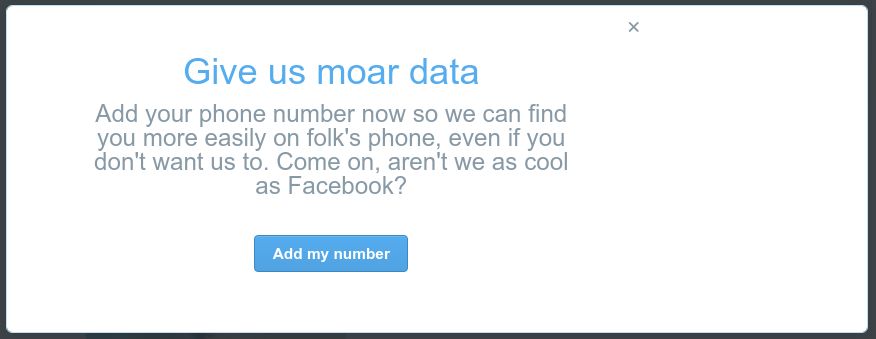 ×
Give us moar data
Add your phone number now so we can find
you more easily on folk's phone, even if you
don't want us to. Come on, aren't we as cool
as Facebook?
Add my number